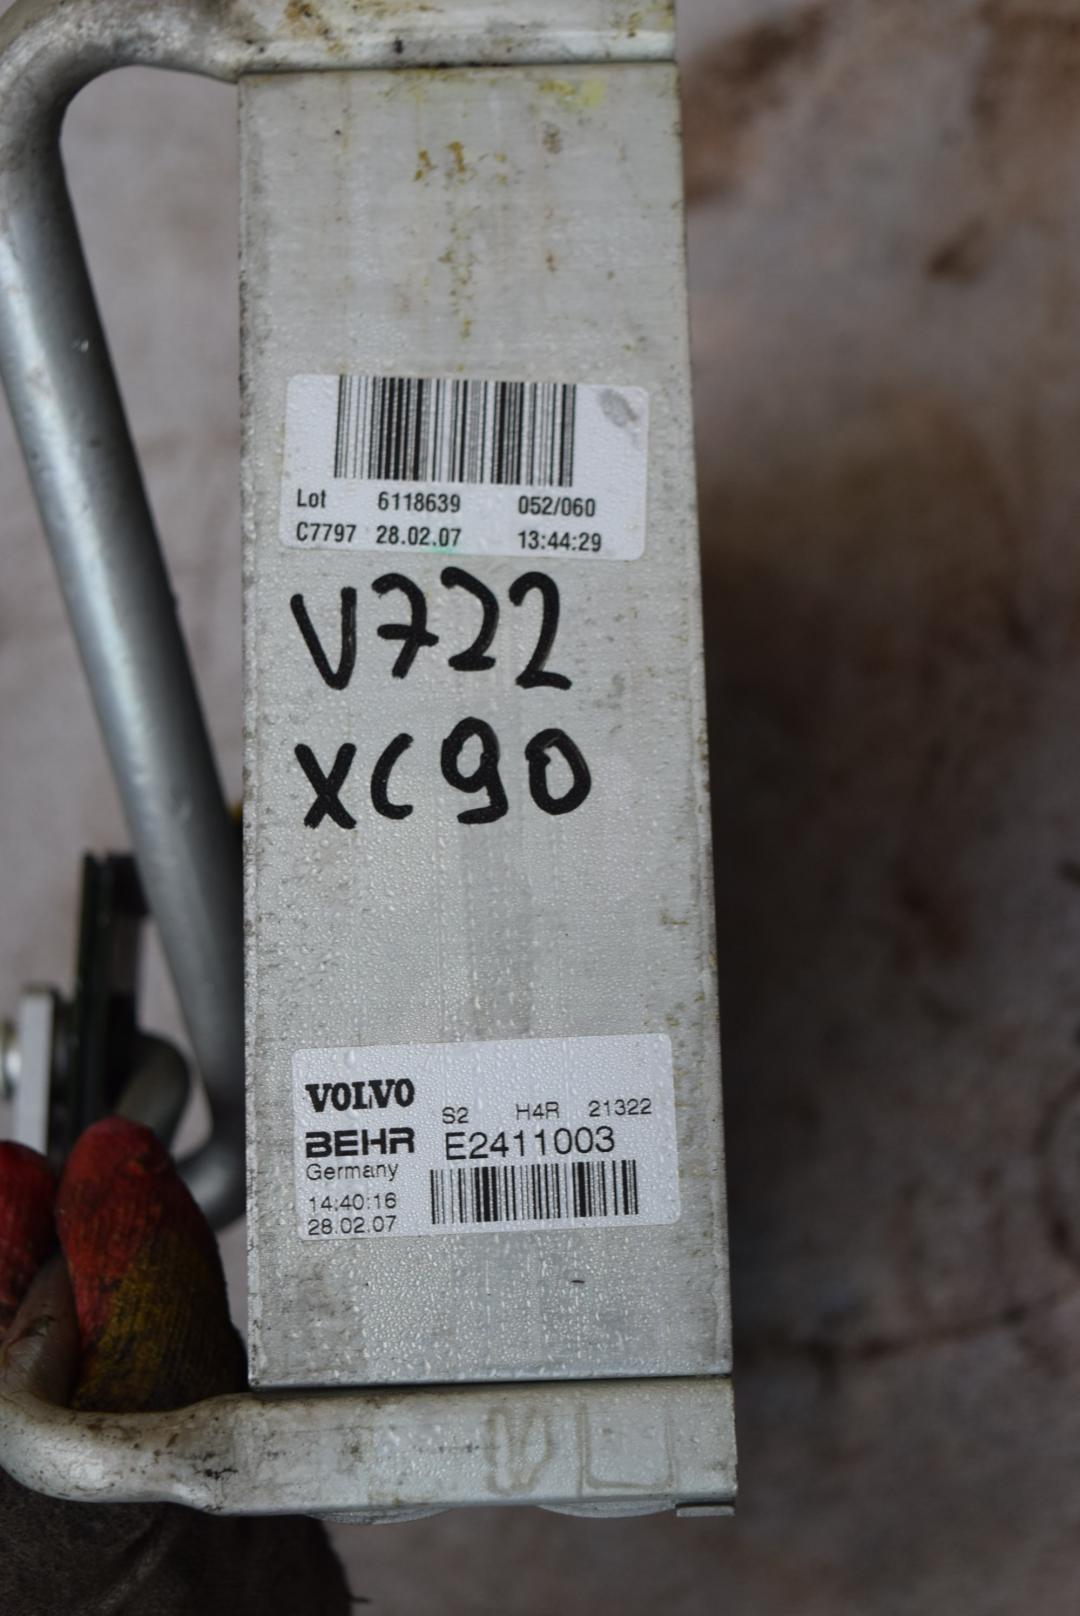 Lot 6118639 052/060
C7797 28.02.07 13:44:29
V722
XC90
VOLVO
S2 H4R 21322
BEHR E2411003
Germany
14:40:16
28.02.07